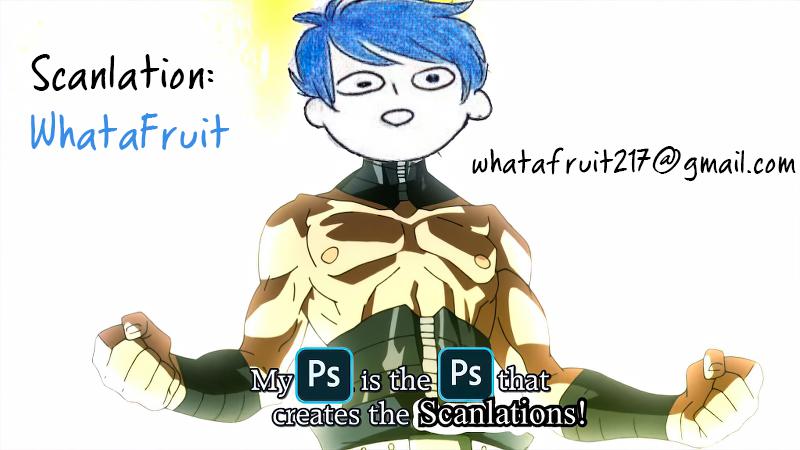 Scanlation:
WhataFruit
whatafruit217@gmail.com
My Ps is the Ps that
creates the Scanlations!